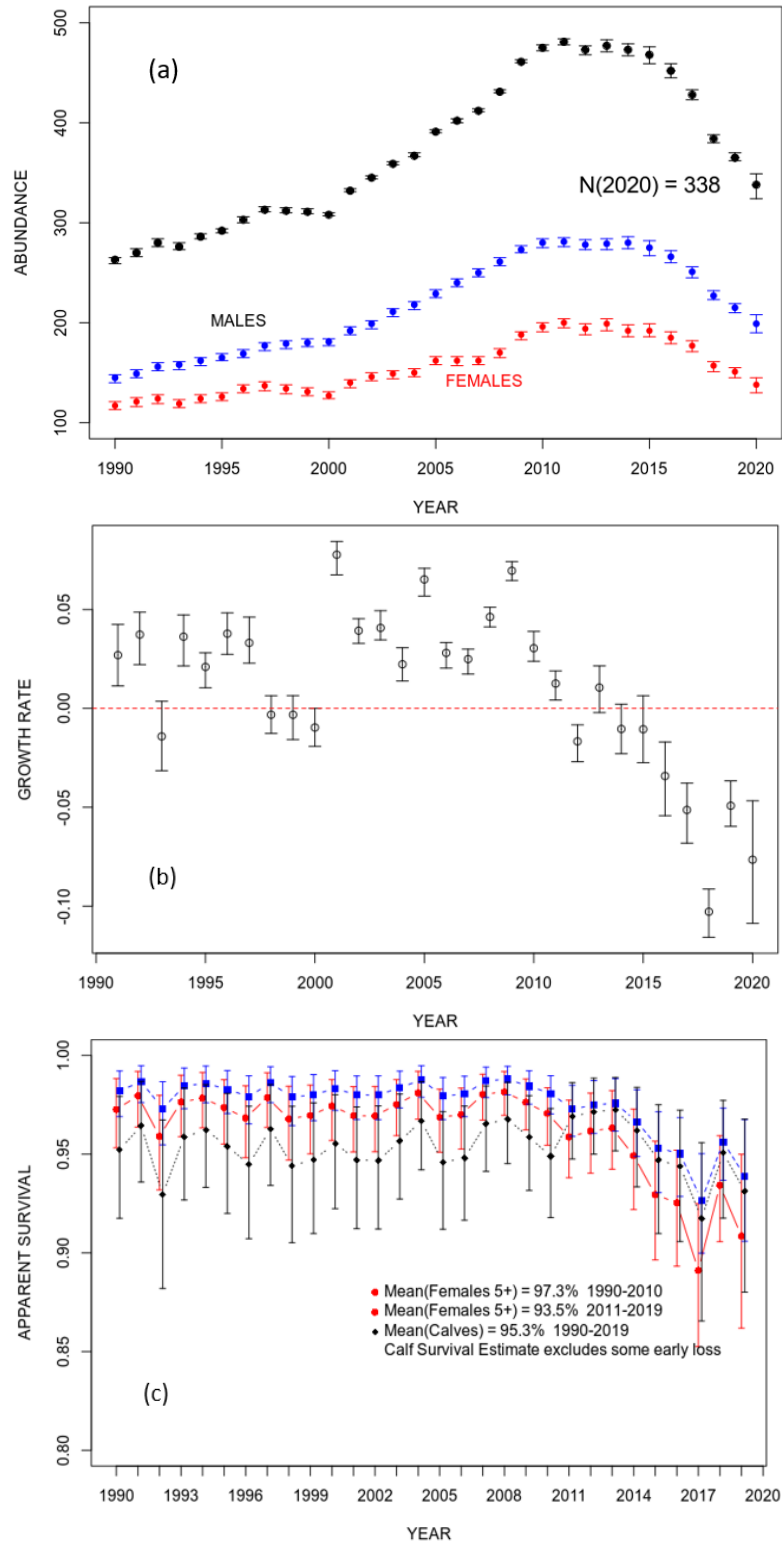 (a)
500
400
300
200
100
ABUNDANCE
N(2020) = 338
MALES
FEMALES
1990 1995 2000 2005 2010 2015 2020
YEAR
0.05
0.00
-0.05
-0.10
GROWTH RATE
(b)
1990 1995 2000 2005 2010 2015 2020
YEAR
1.00
0.95
0.90
0.85
0.80
APPARENT SURVIVAL
Mean(Females 5+) = 97.3% 1990-2010
Mean(Females 5+) = 93.5% 2011-2019
Mean(Calves) = 95.3% 1990-2019
Calf Survival Estimate excludes some early loss
(c)
1990 1993 1996 1999 2002 2005 2008 2011 2014 2017 2020
YEAR